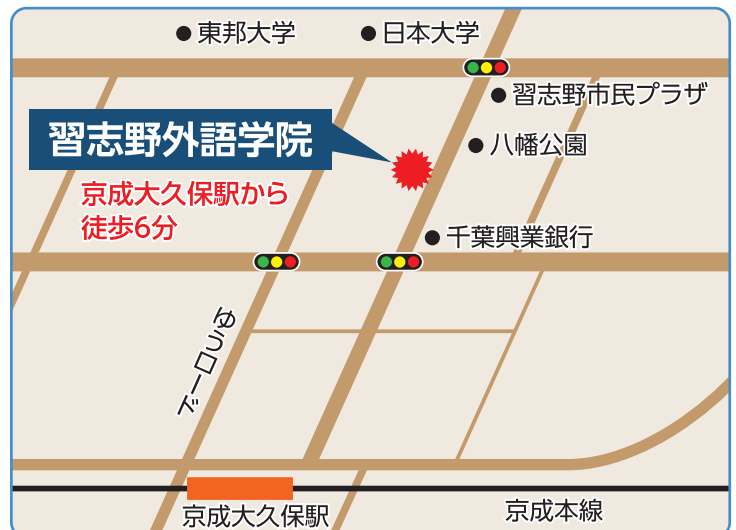 東邦大学
日本大学
習志野市民プラザ
八幡公園
習志野外語学院
京成大久保駅から
徒歩6分
千葉興業銀行
ゆうロード
京成大久保駅
京成本線